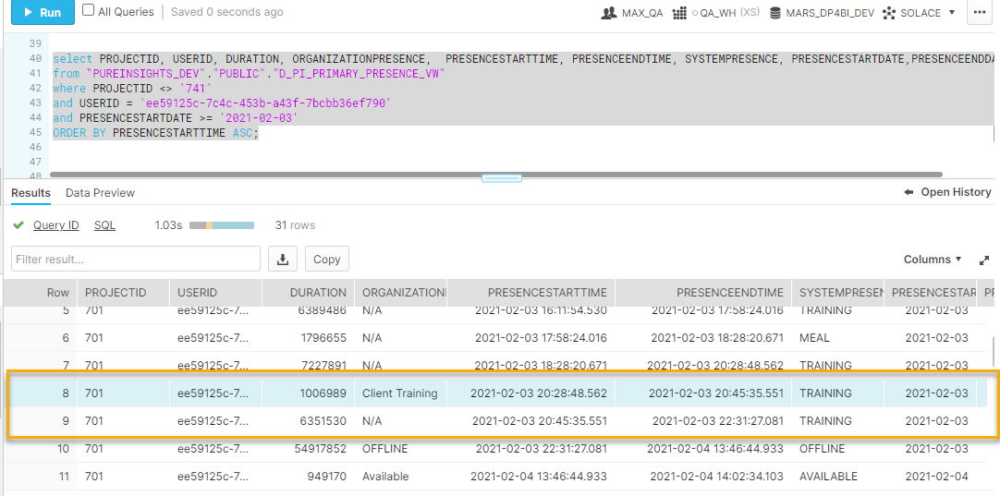 Run All Queries Saved 0 seconds ago MAX_QA QA_WH (XS) MARS_DP4BI_DEV SOLACE ...
39
40 select PROJECTID, USERID, DURATION, ORGANIZATIONPRESENCE, PRESENCESTARTTIME, PRESENCEENDTIME, SYSTEMPRESENCE, PRESENCESTARTDATE,PRESENCEENDDA
41 from "PUREINSIGHTS_DEV"."PUBLIC"."D_PI_PRIMARY_PRESENCE_VW"
42 where PROJECTID <> '741'
43 and USERID = 'ee59125c-7c4c-453b-a43f-7bcbb36ef790'
44 and PRESENCESTARTDATE >= '2021-02-03'
45 ORDER BY PRESENCESTARTTIME ASC;
46
47
48
Results Data Preview Open History
Query ID SQL 1.03s 31 rows
Filter result... Copy Columns
Row PROJECTID USERID DURATION ORGANIZATIONI PRESENCESTARTTIME PRESENCEENDTIME SYSTEMPRESEN PRESENCESTAR PR
5 701 ee59125c-7... 6389486 N/A 2021-02-03 16:11:54.530 2021-02-03 17:58:24.016 TRAINING 2021-02-03
6 701 ee59125c-7... 1796655 N/A 2021-02-03 17:58:24.016 2021-02-03 18:28:20.671 MEAL 2021-02-03
7 701 ee59125c-7... 7227891 N/A 2021-02-03 18:28:20.671 2021-02-03 20:28:48.562 TRAINING 2021-02-03
8 701 ee59125c-7... 1006989 Client Training 2021-02-03 20:28:48.562 2021-02-03 20:45:35.551 TRAINING 2021-02-03
9 701 ee59125c-7... 6351530 N/A 2021-02-03 20:45:35.551 2021-02-03 22:31:27.081 TRAINING 2021-02-03
10 701 ee59125c-7... 54917852 OFFLINE 2021-02-03 22:31:27.081 2021-02-04 13:46:44.933 OFFLINE 2021-02-03
11 701 ee59125c-7... 949170 Available 2021-02-04 13:46:44.933 2021-02-04 14:02:34.103 AVAILABLE 2021-02-04